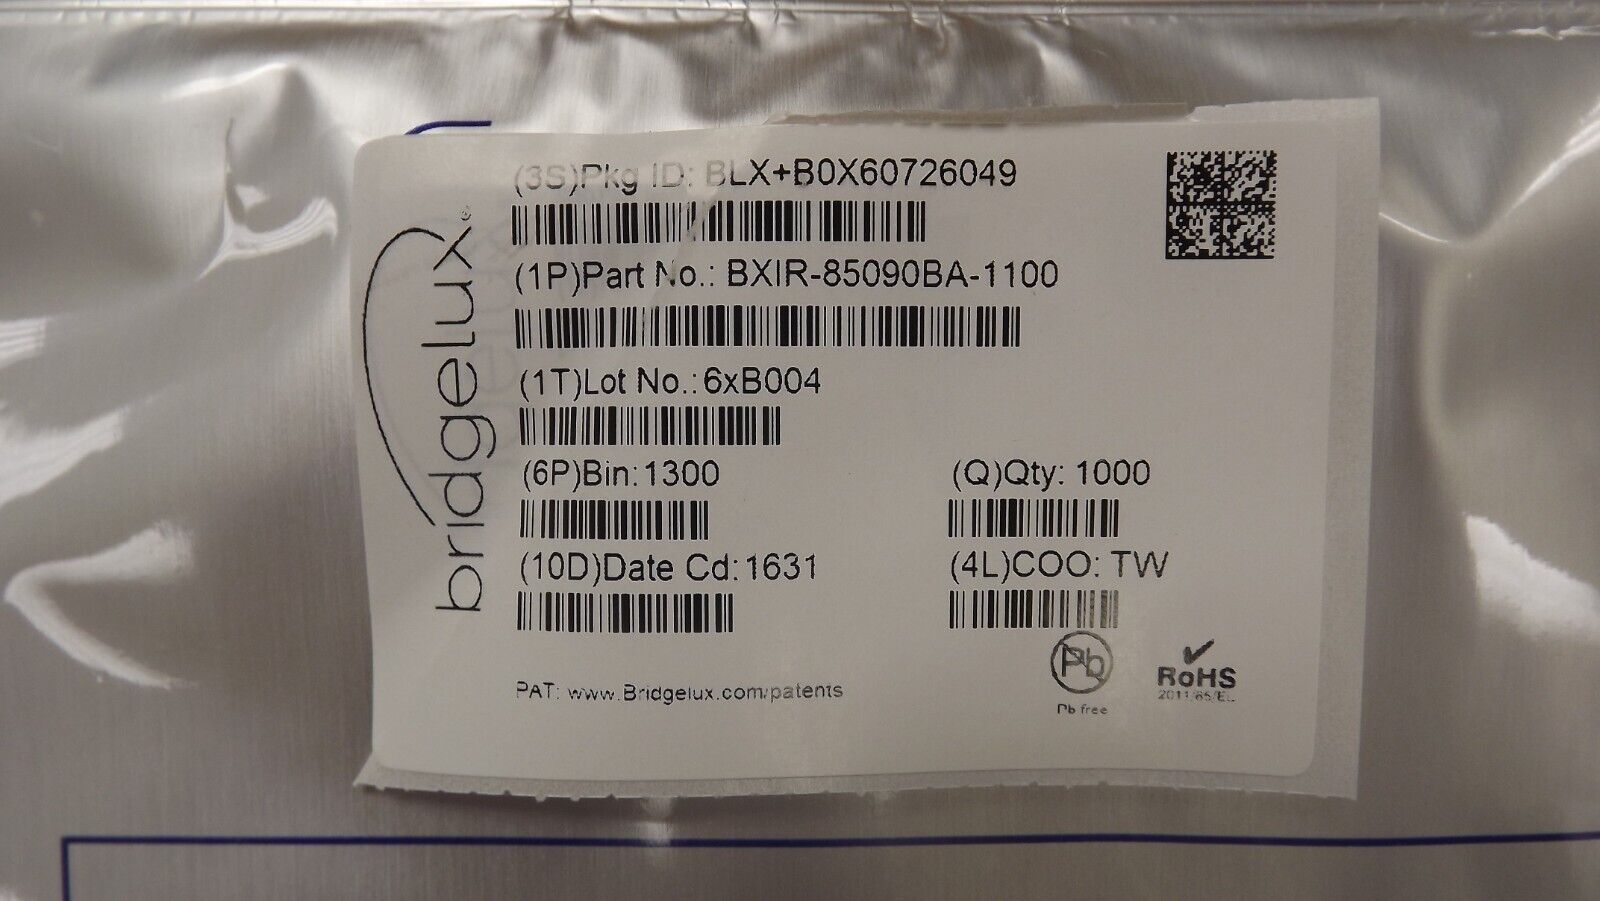 bridgelux®
(3S)Pkg ID: BLX+B0X60726049
(1P)Part No.: BXIR-85090BA-1100
(1T)Lot No.: 6xB004
(6P)Bin: 1300
(Q)Qty: 1000
(10D)Date Cd: 1631
(4L)COO: TW
PAT: www.Bridgelux.com/patents
Pb
Pb free
RoHS
2011/65/EU